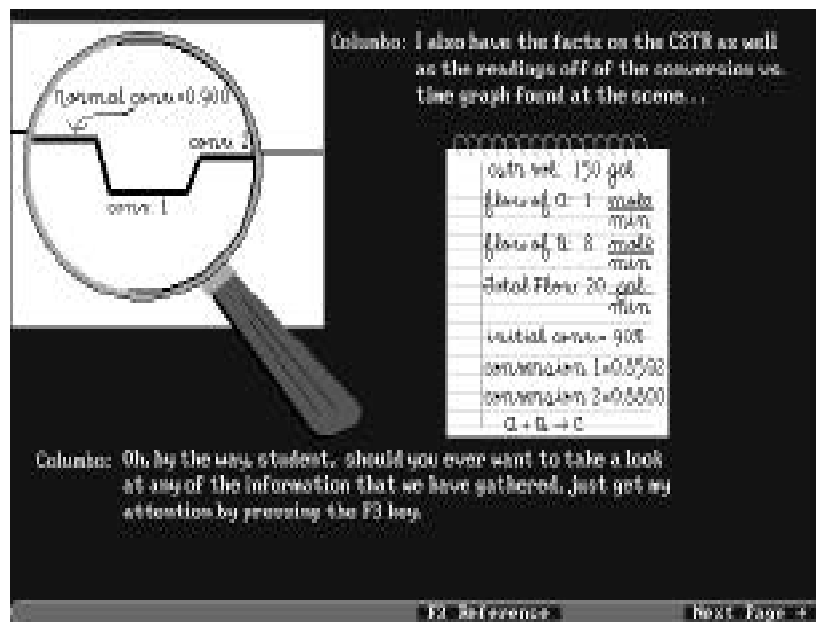 Columbo: I also have the facts on the CSTR as well
as the readings off of the conversion vs.
time graph found at the scene...
Normal conv=0.900
conv 2
conv 1
cstr vol: 150 gal
flow of a: 1 mole
min
flow of B: 8 mole
min
Total Flow: 20 gal
min
initial conv= 90%
conversion 1=0.8502
conversion 2=0.8800
a + B → C
Columbo: Oh, by the way, student, should you ever want to take a look
at any of the information that we have gathered, just get my
attention by pressing the F3 key.
F3 Reference
Next Page →